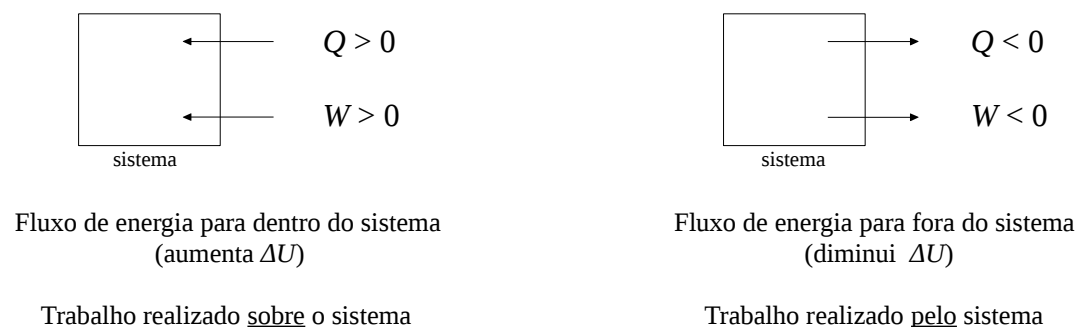 Q > 0
W > 0
sistema
Fluxo de energia para dentro do sistema
(aumenta ΔU)
Trabalho realizado sobre o sistema
Q < 0
W < 0
sistema
Fluxo de energia para fora do sistema
(diminui ΔU)
Trabalho realizado pelo sistema